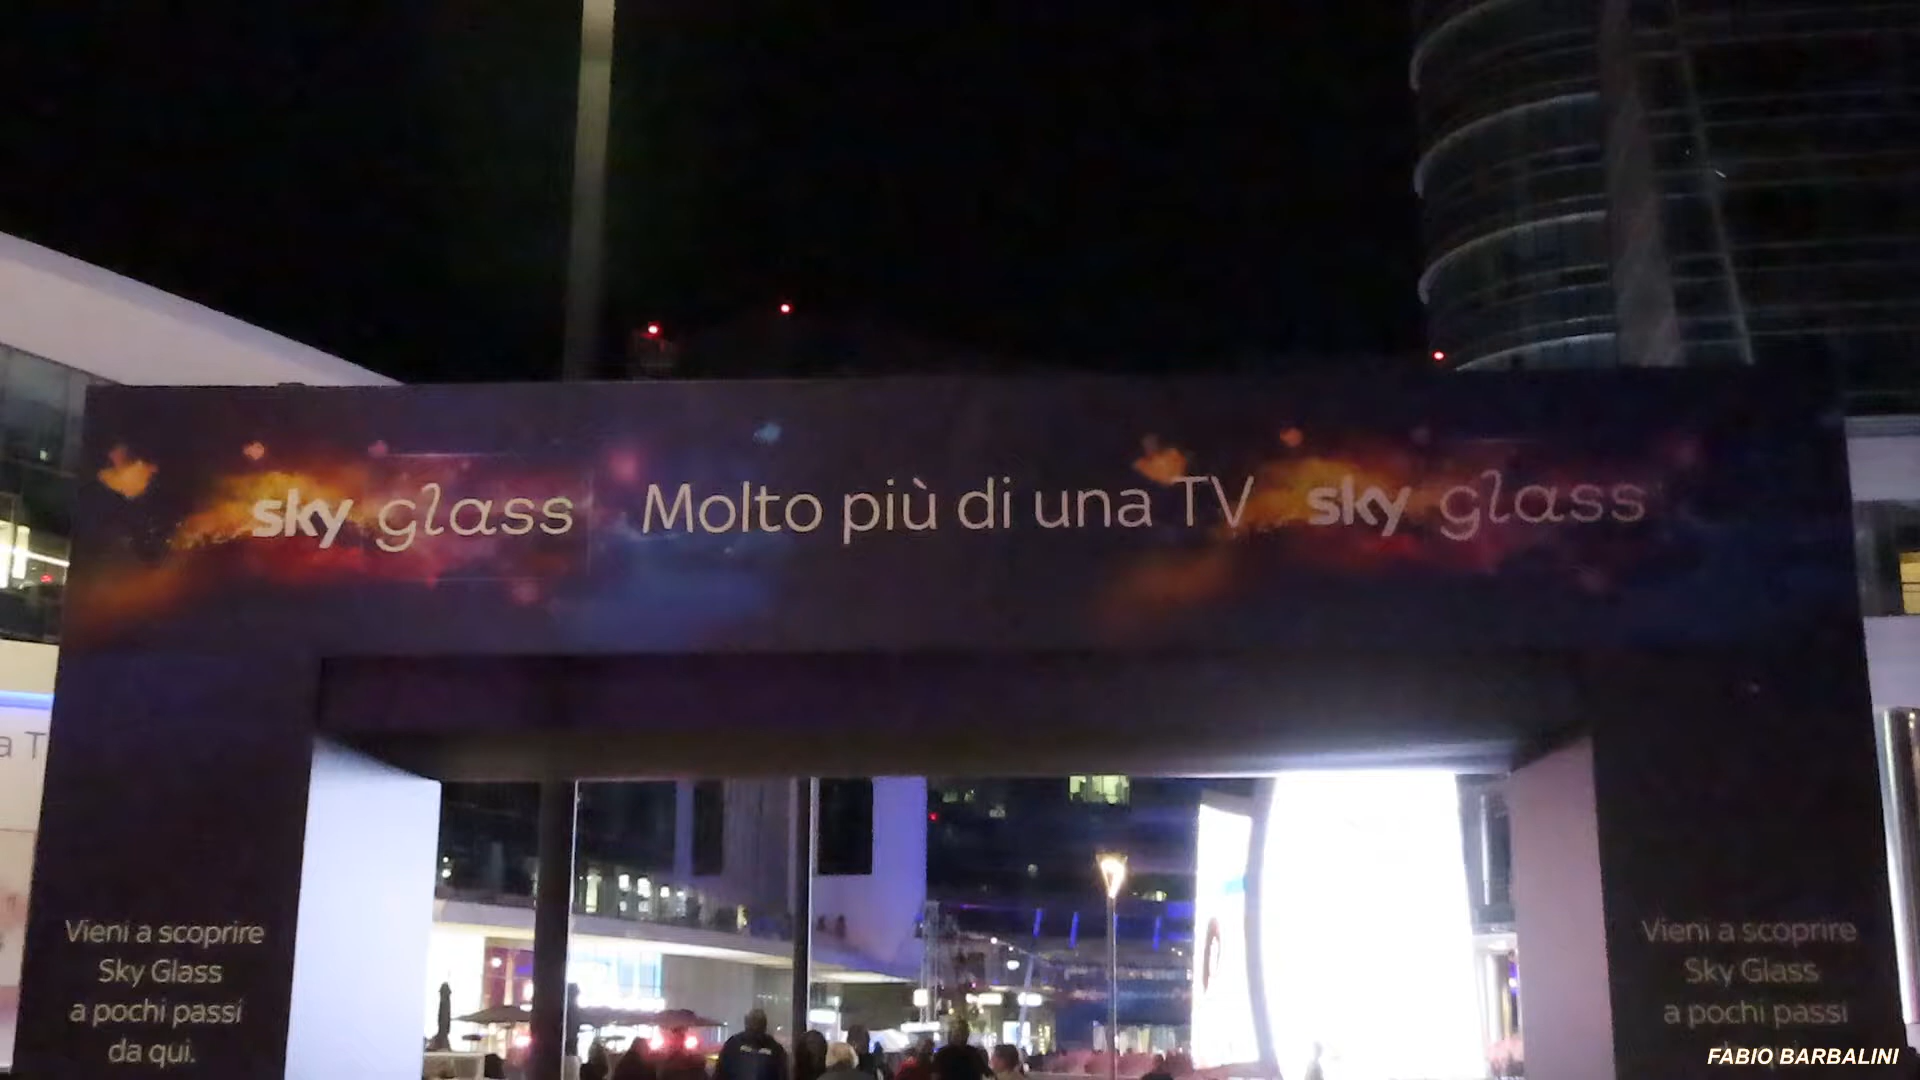 sky glass Molto più di una TV sky glass
a T
Vieni a scoprire
Sky Glass
a pochi passi
da qui.
Vieni a scoprire
Sky Glass
a pochi passi
FABIO BARBALINI